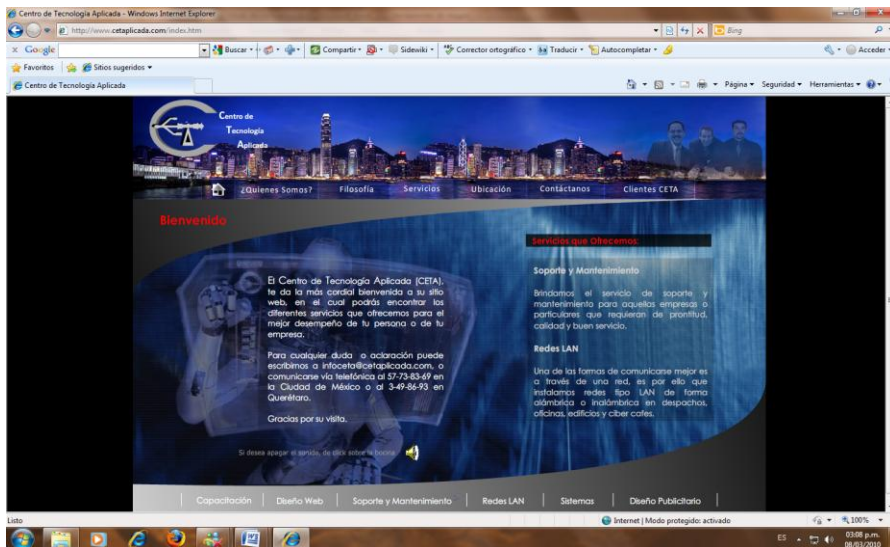 Centro de Tecnología Aplicada - Windows Internet Explorer
http://www.cetaplicada.com/index.htm
Bing
x Google
Buscar
Compartir
Sidewiki
Corrector ortográfico
Traducir
Autocompletar
Acceder
Favoritos
Sitios sugeridos
Centro de Tecnología Aplicada
Página
Seguridad
Herramientas
Centro de
Tecnología
Aplicada
¿Quienes Somos?
Filosofía
Servicios
Ubicación
Contáctanos
Clientes CETA
Bienvenido
El Centro de Tecnología Aplicada (CETA),
te da la más cordial bienvenida a su sitio
web, en el cual podrás encontrar los
diferentes servicios que ofrecemos para el
mejor desempeño de tu persona o de tu
empresa.
Para cualquier duda o aclaración puede
escribirnos a infoceta@cetaplicada.com, o
comunicarse vía telefónica al 57-73-83-69 en
la Ciudad de México o al 3-49-86-93 en
Querétaro.
Gracias por su visita.
Si desea apagar el sonido, de click sobre la bocina
Servicios que Ofrecemos:
Soporte y Mantenimiento
Brindamos el servicio de soporte y
mantenimiento para aquellas empresas o
particulares que requieran de prontitud,
calidad y buen servicio.
Redes LAN
Una de las formas de comunicarse mejor es
a través de una red, es por ello que
instalamos redes tipo LAN de forma
alámbrica o inalámbrica en despachos,
oficinas, edificios y ciber cafes.
Capacitación
Diseño Web
Soporte y Mantenimiento
Redes LAN
Sistemas
Diseño Publicitario
Listo
Internet | Modo protegido: activado
100%
ES
03:08 p.m.
08/03/2010